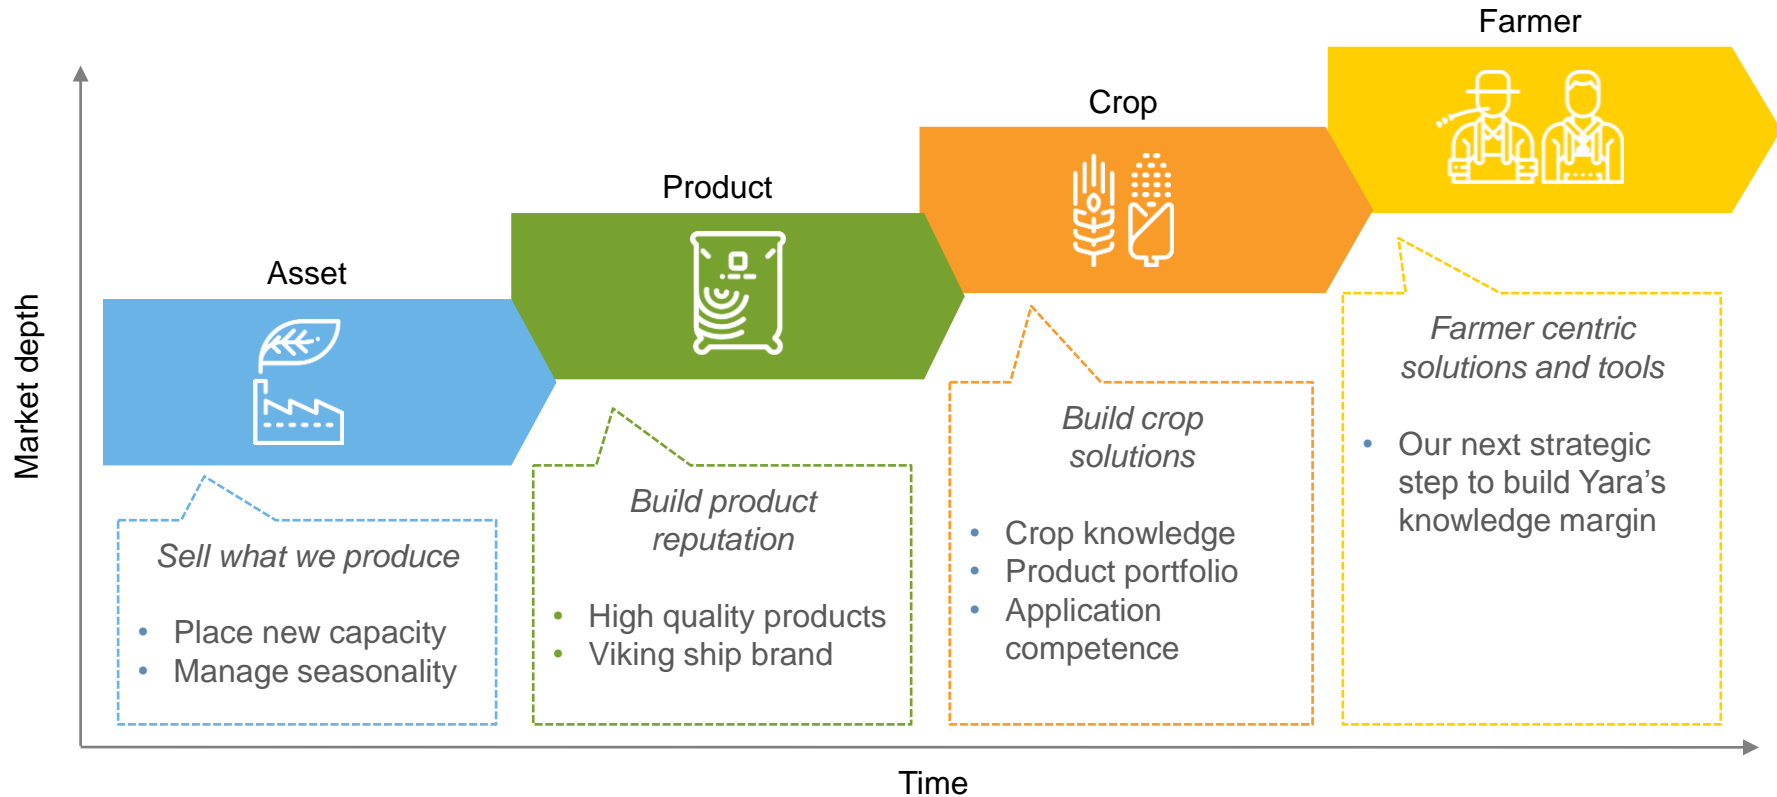 Farmer
Crop
Product
Asset
Market depth
Sell what we produce
• Place new capacity
• Manage seasonality
Build product
reputation
• High quality products
• Viking ship brand
Build crop
solutions
• Crop knowledge
• Product portfolio
• Application
competence
Farmer centric
solutions and tools
• Our next strategic
step to build Yara’s
knowledge margin
Time